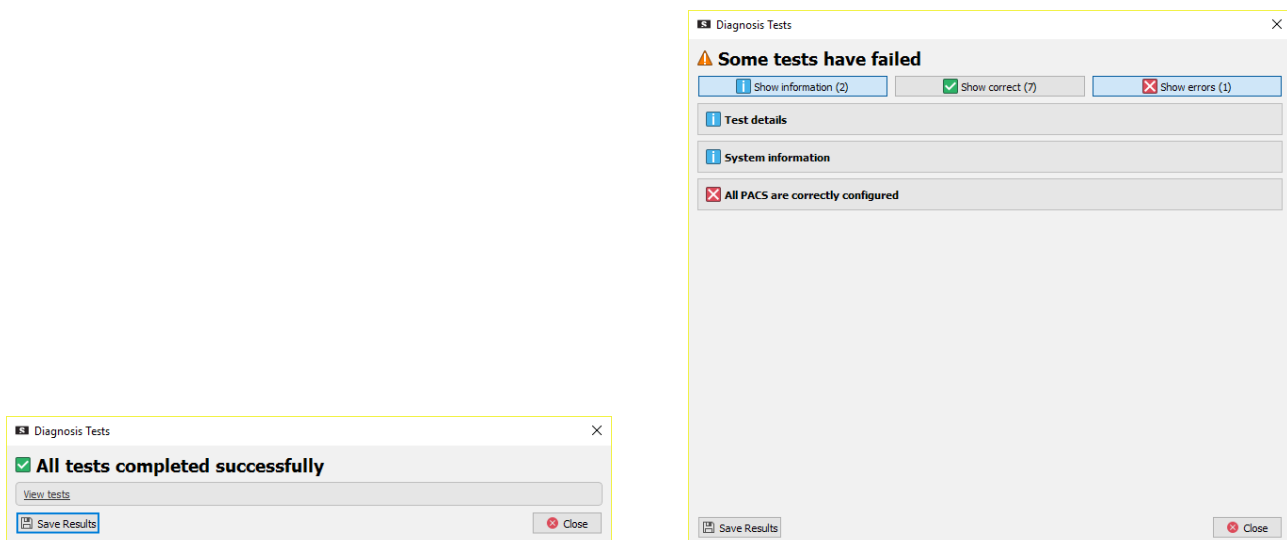 Diagnosis Tests
All tests completed successfully
View tests
Save Results Close
Diagnosis Tests
Some tests have failed
Show information (2) Show correct (7) Show errors (1)
Test details
System information
All PACS are correctly configured
Save Results Close